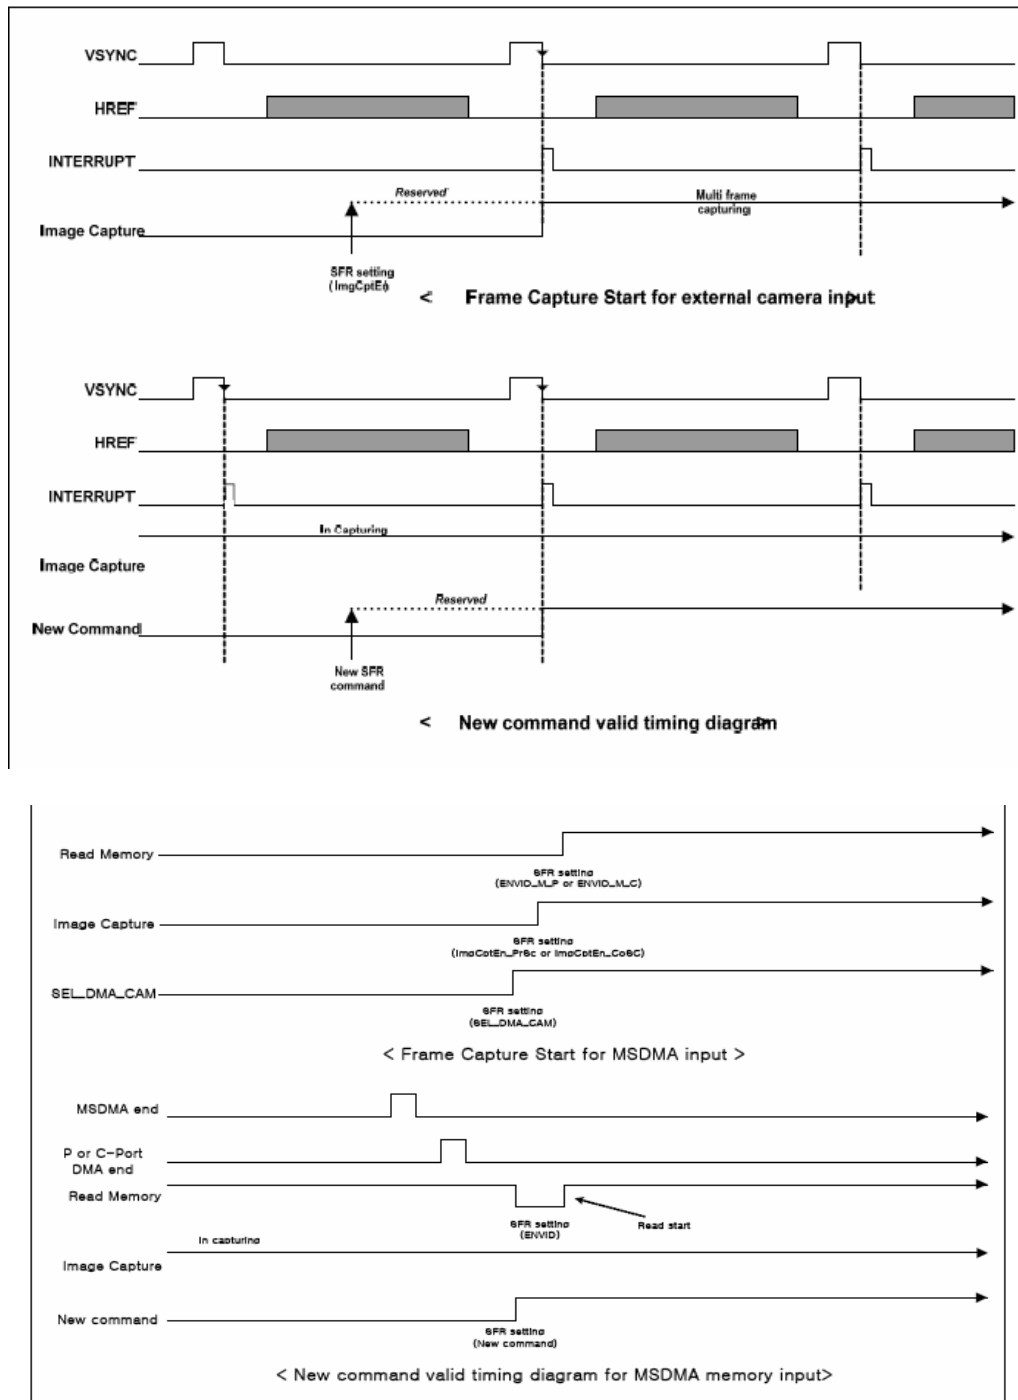 VSYNC
HREF
INTERRUPT
Reserved
Multi frame
capturing
Image Capture
SFR setting
(ImgCptEn)
< Frame Capture Start for external camera input >
VSYNC
HREF
INTERRUPT
In Capturing
Image Capture
Reserved
New Command
New SFR
command
< New command valid timing diagram >
Read Memory
SFR setting
(ENVID_M_P or ENVID_M_C)
Image Capture
SFR setting
(ImgCptEn_PrSc or ImgCptEn_CoSC)
SEL_DMA_CAM
SFR setting
(SEL_DMA_CAM)
< Frame Capture Start for MSDMA input >
MSDMA end
P or C-Port
DMA end
Read Memory
SFR setting
(ENVID)
Read start
In capturing
Image Capture
New command
SFR setting
(New command)
< New command valid timing diagram for MSDMA memory input>